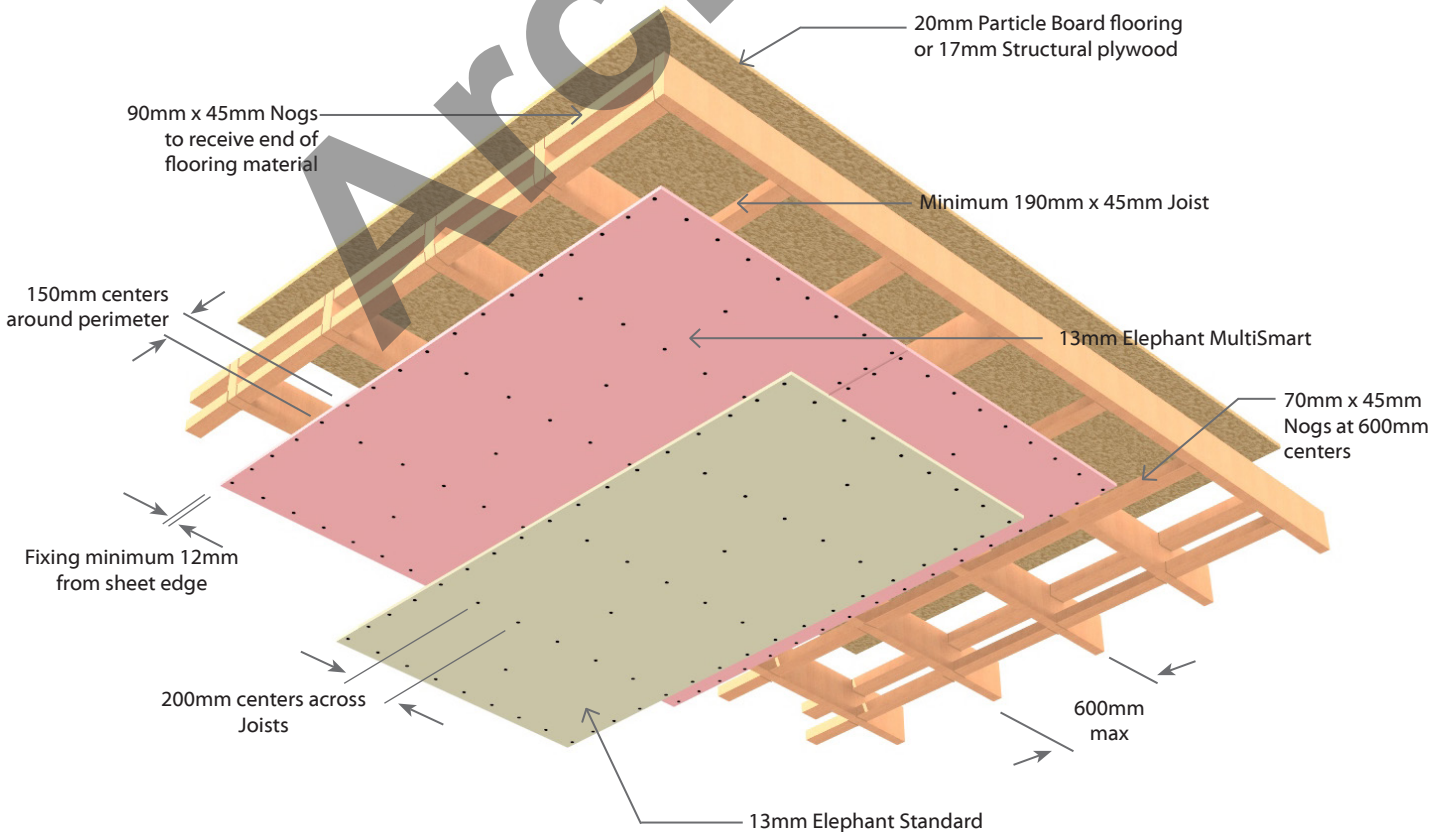 20mm Particle Board flooring
or 17mm Structural plywood
90mm x 45mm Nogs
to receive end of
flooring material
Minimum 190mm x 45mm Joist
150mm centers
around perimeter
13mm Elephant MultiSmart
70mm x 45mm
Nogs at 600mm
centers
Fixing minimum 12mm
from sheet edge
200mm centers across
Joists
600mm
max
13mm Elephant Standard